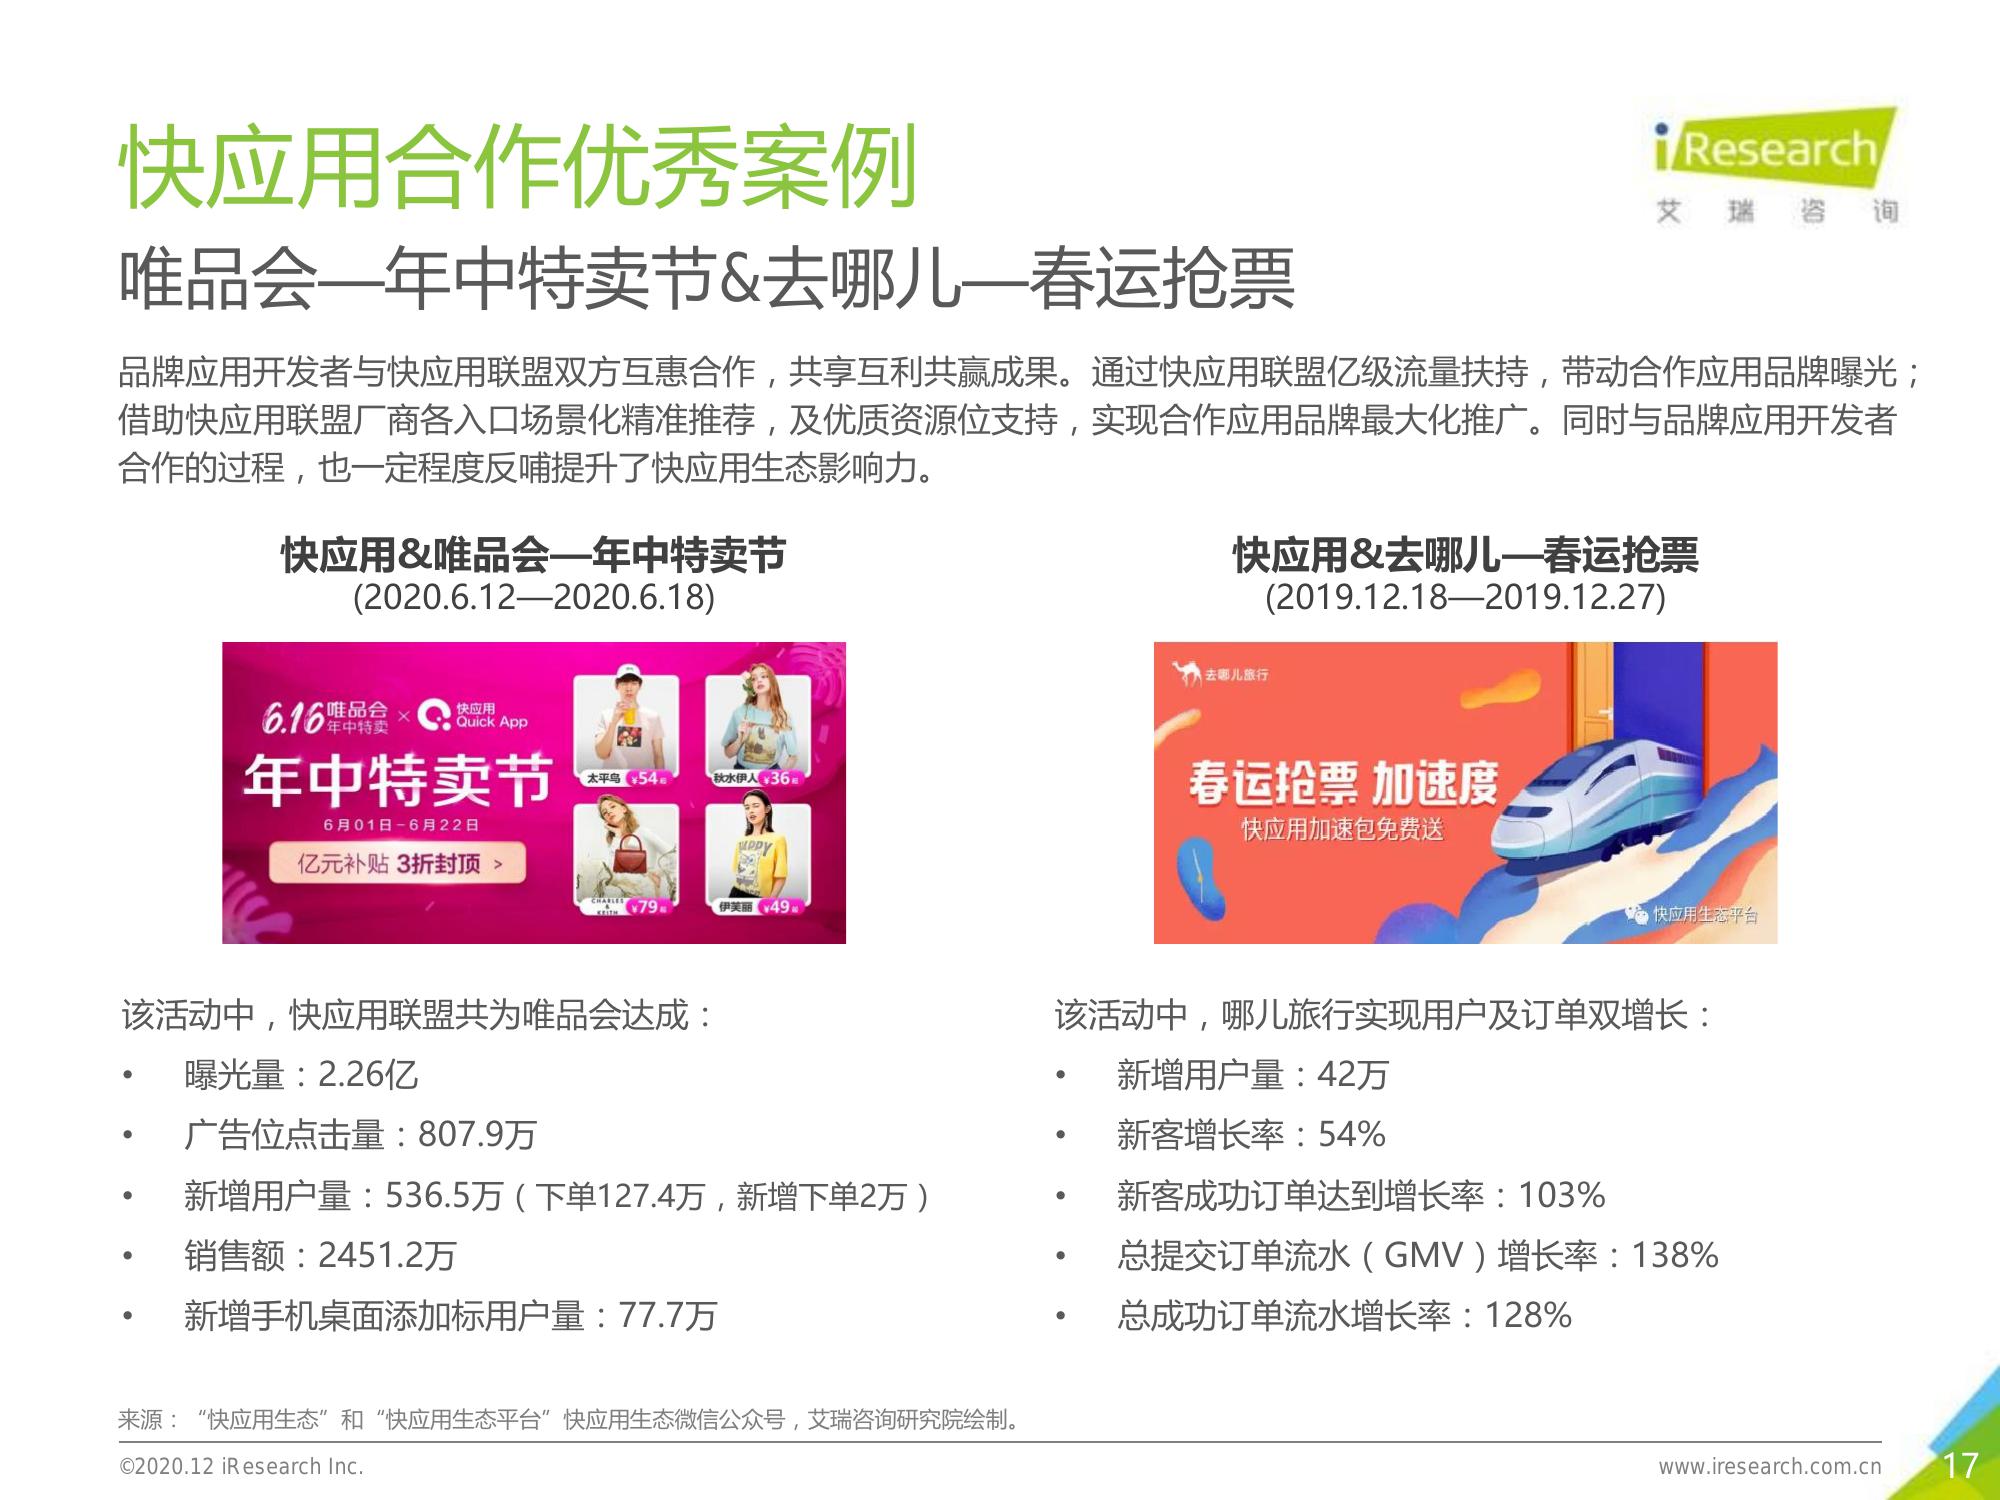 快应用合作优秀案例
iResearch
艾瑞咨询
唯品会—年中特卖节&去哪儿—春运抢票
品牌应用开发者与快应用联盟双方互惠合作，共享互利共赢成果。通过快应用联盟亿级流量扶持，带动合作应用品牌曝光；
借助快应用联盟厂商各入口场景化精准推荐，及优质资源位支持，实现合作应用品牌最大化推广。同时与品牌应用开发者
合作的过程，也一定程度反哺提升了快应用生态影响力。
快应用&唯品会—年中特卖节
(2020.6.12—2020.6.18)
6.16 唯品会 年中特卖 × 快应用 Quick App
年中特卖节
6月01日-6月22日
亿元补贴 3折封顶 >
太平鸟 ¥54起
秋水伊人 ¥36起
CHARLES & KEITH ¥79起
伊芙丽 ¥49起
该活动中，快应用联盟共为唯品会达成：
• 曝光量：2.26亿
• 广告位点击量：807.9万
• 新增用户量：536.5万（下单127.4万，新增下单2万）
• 销售额：2451.2万
• 新增手机桌面添加标用户量：77.7万
快应用&去哪儿—春运抢票
(2019.12.18—2019.12.27)
去哪儿旅行
春运抢票 加速度
快应用加速包免费送
快应用生态平台
该活动中，哪儿旅行实现用户及订单双增长：
• 新增用户量：42万
• 新客增长率：54%
• 新客成功订单达到增长率：103%
• 总提交订单流水（GMV）增长率：138%
• 总成功订单流水增长率：128%
来源：“快应用生态”和“快应用生态平台”快应用生态微信公众号，艾瑞咨询研究院绘制。
©2020.12 iResearch Inc.
www.iresearch.com.cn
17